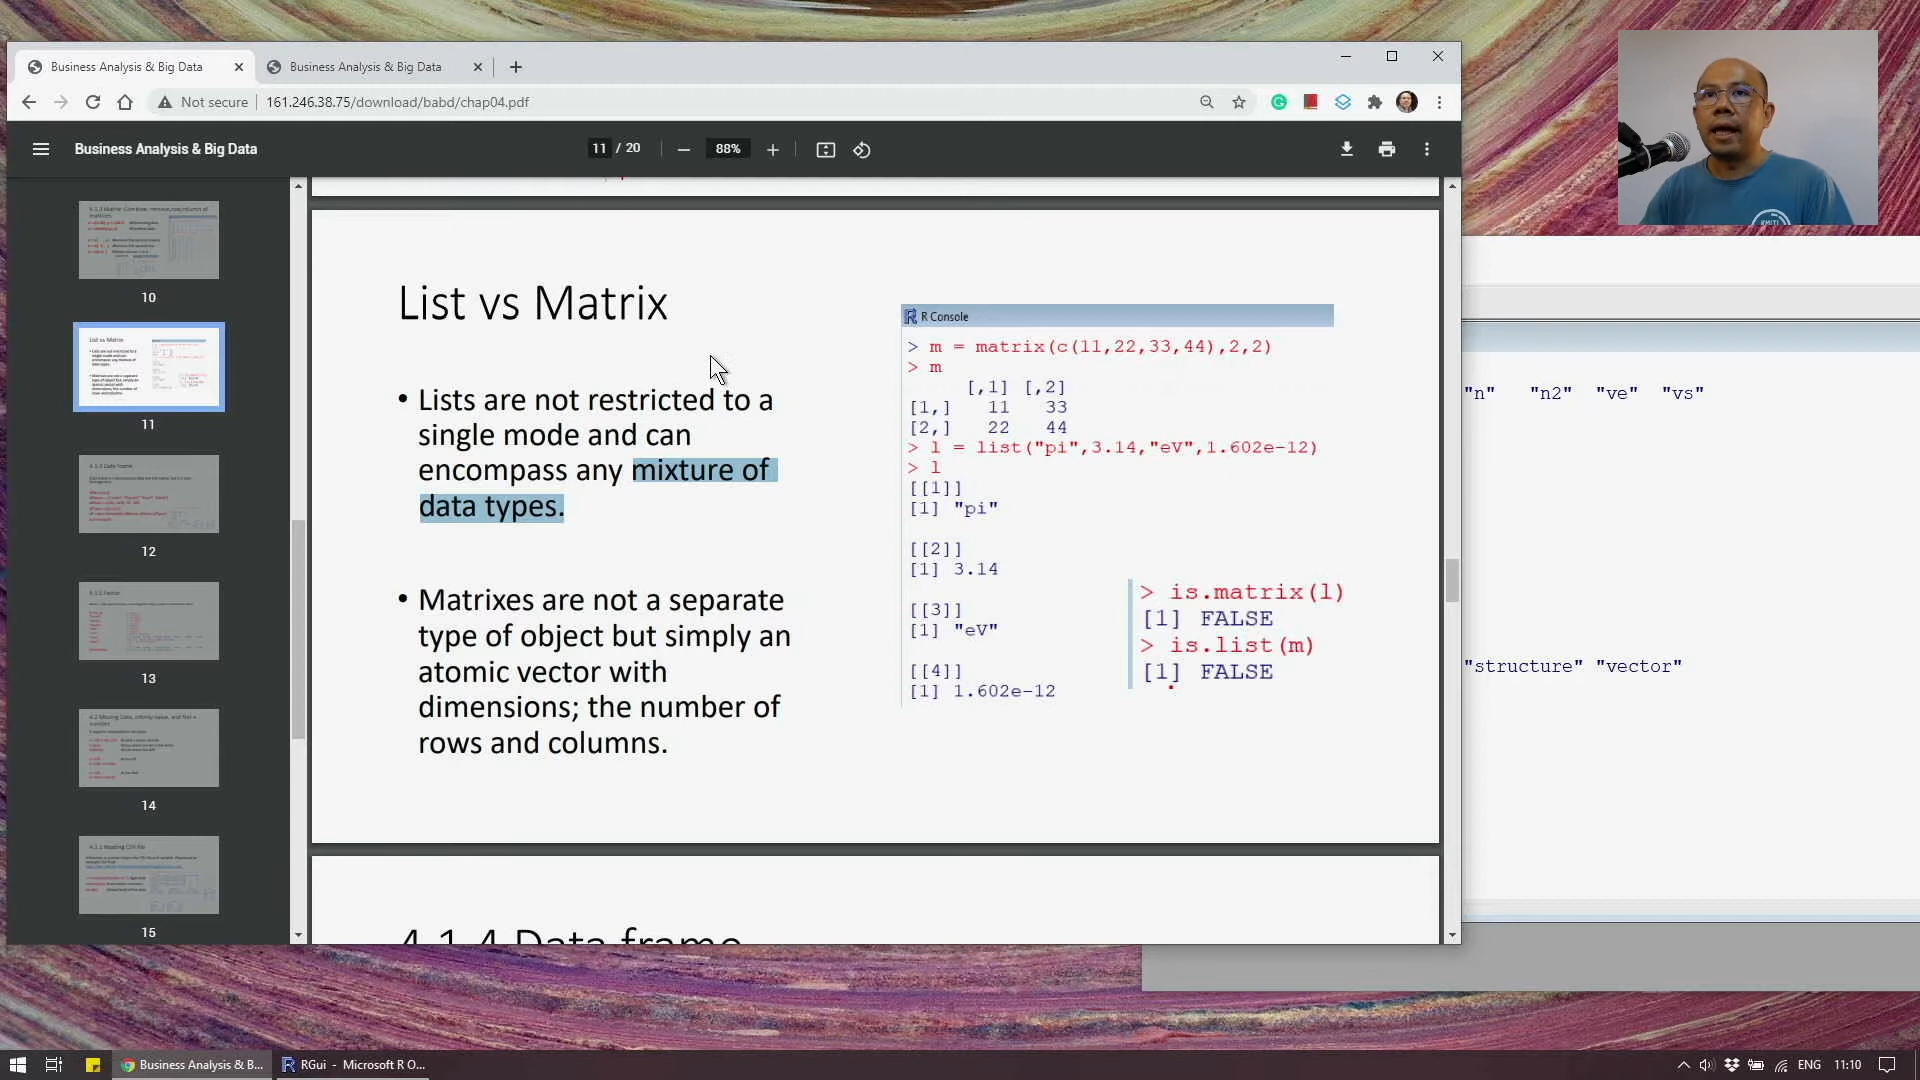 Business Analysis & Big Data
Business Analysis & Big Data
Not secure
161.246.38.75/download/babd/chap04.pdf
Business Analysis & Big Data
11 / 20
88%
10
11
12
13
14
15
List vs Matrix
• Lists are not restricted to a
single mode and can
encompass any mixture of
data types.
• Matrixes are not a separate
type of object but simply an
atomic vector with
dimensions; the number of
rows and columns.
R Console
> m = matrix(c(11,22,33,44),2,2)
> m
[,1] [,2]
[1,] 11 33
[2,] 22 44
> l = list("pi",3.14,"eV",1.602e-12)
> l
[[1]]
[1] "pi"
[[2]]
[1] 3.14
[[3]]
[1] "eV"
[[4]]
[1] 1.602e-12
> is.matrix(l)
[1] FALSE
> is.list(m)
[1] FALSE
4.1.4 Data frame
"n" "n2" "ve" "vs"
"structure" "vector"
Business Analysis & B...
RGui - Microsoft R O...
ENG
11:10